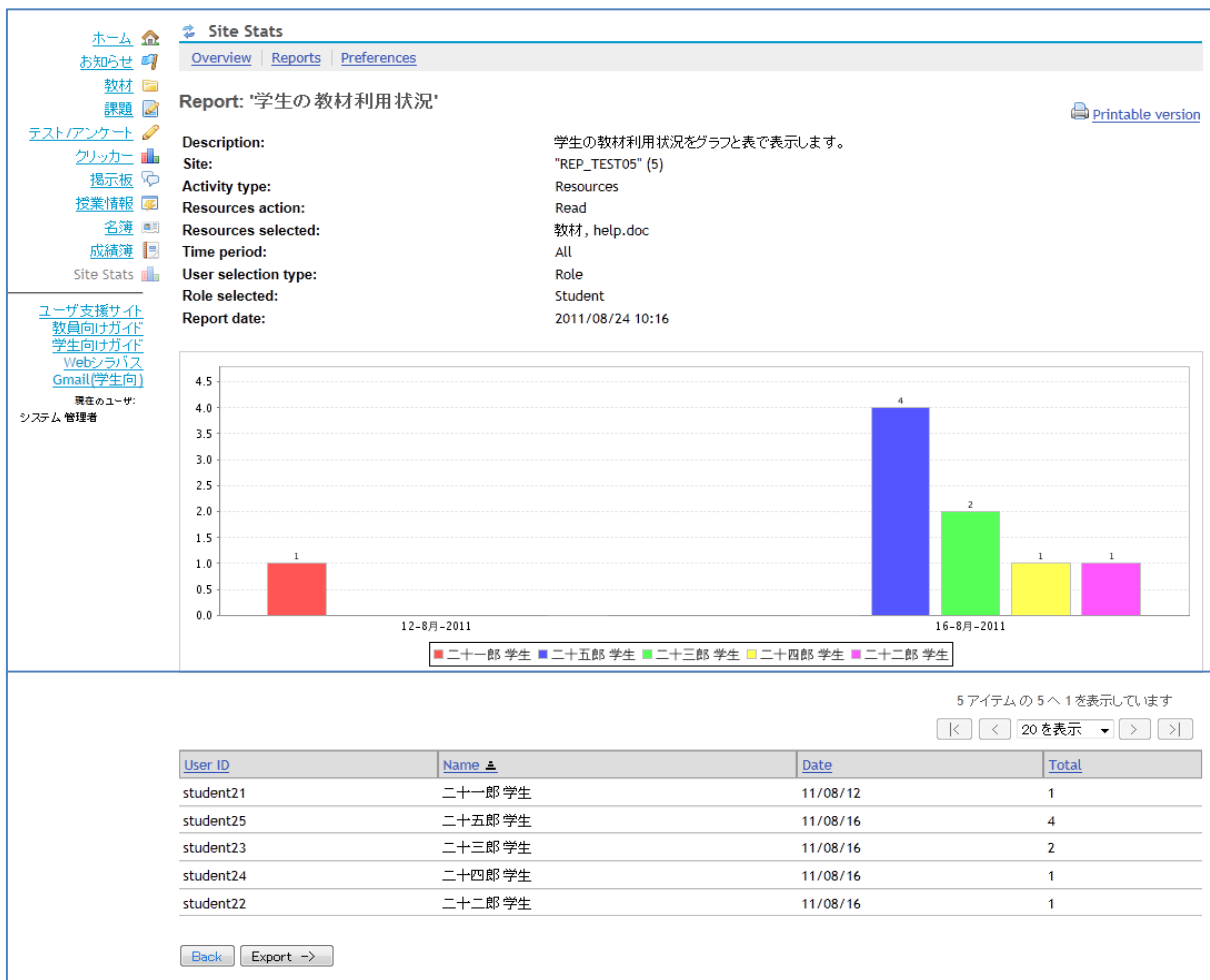 ホーム
お知らせ
教材
課題
テスト/アンケート
クリッカー
掲示板
授業情報
名簿
成績簿
Site Stats
ユーザ支援サイト
教員向けガイド
学生向けガイド
Webシラバス
Gmail(学生向)
現在のユーザ:
システム 管理者
Site Stats
Overview Reports Preferences
Report: '学生の教材利用状況'
Printable version
Description: 学生の教材利用状況をグラフと表で表示します。
Site: "REP_TEST05" (5)
Activity type: Resources
Resources action: Read
Resources selected: 教材, help.doc
Time period: All
User selection type: Role
Role selected: Student
Report date: 2011/08/24 10:16
4.5
4.0
3.5
3.0
2.5
2.0
1.5
1.0
0.5
0.0
1
4
2
1
1
12-8月-2011 16-8月-2011
二十一郎 学生 二十五郎 学生 二十三郎 学生 二十四郎 学生 二十二郎 学生
5 アイテム の 5 へ 1 を表示しています
|< < 20 を表示 > >|
User ID Name Date Total
student21 二十一郎 学生 11/08/12 1
student25 二十五郎 学生 11/08/16 4
student23 二十三郎 学生 11/08/16 2
student24 二十四郎 学生 11/08/16 1
student22 二十二郎 学生 11/08/16 1
Back Export ->